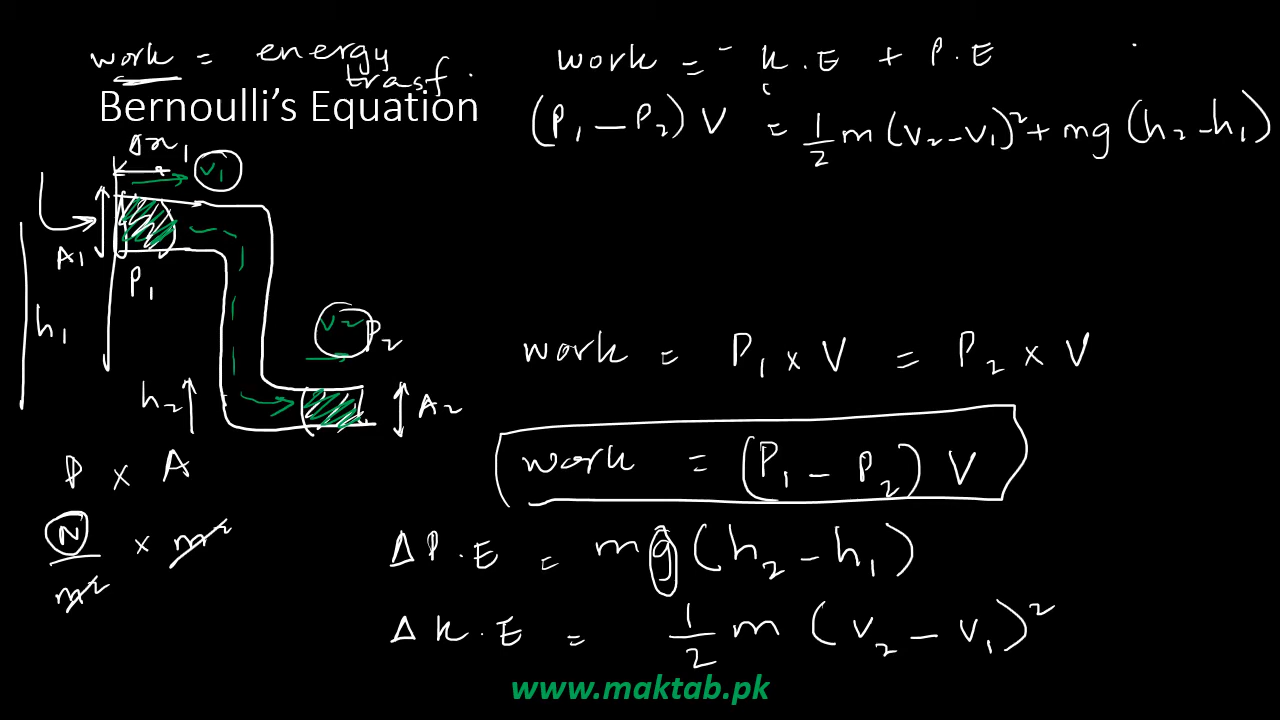 work = energy
trasf.
Bernoulli's Equation
Δx₁
v₁
A₁
P₁
h₁
v₂
P₂
h₂
A₂
P × A
N/m² × m²
work = K.E + P.E
(P₁ - P₂) V = 1/2 m (v₂ - v₁)² + mg (h₂ - h₁)
work = P₁ × V = P₂ × V
work = (P₁ - P₂) V
Δ P.E = mg (h₂ - h₁)
Δ K.E = 1/2 m (v₂ - v₁)²
www.maktab.pk